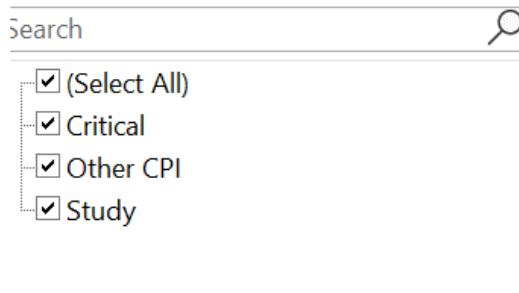 Search
(Select All)
Critical
Other CPI
Study